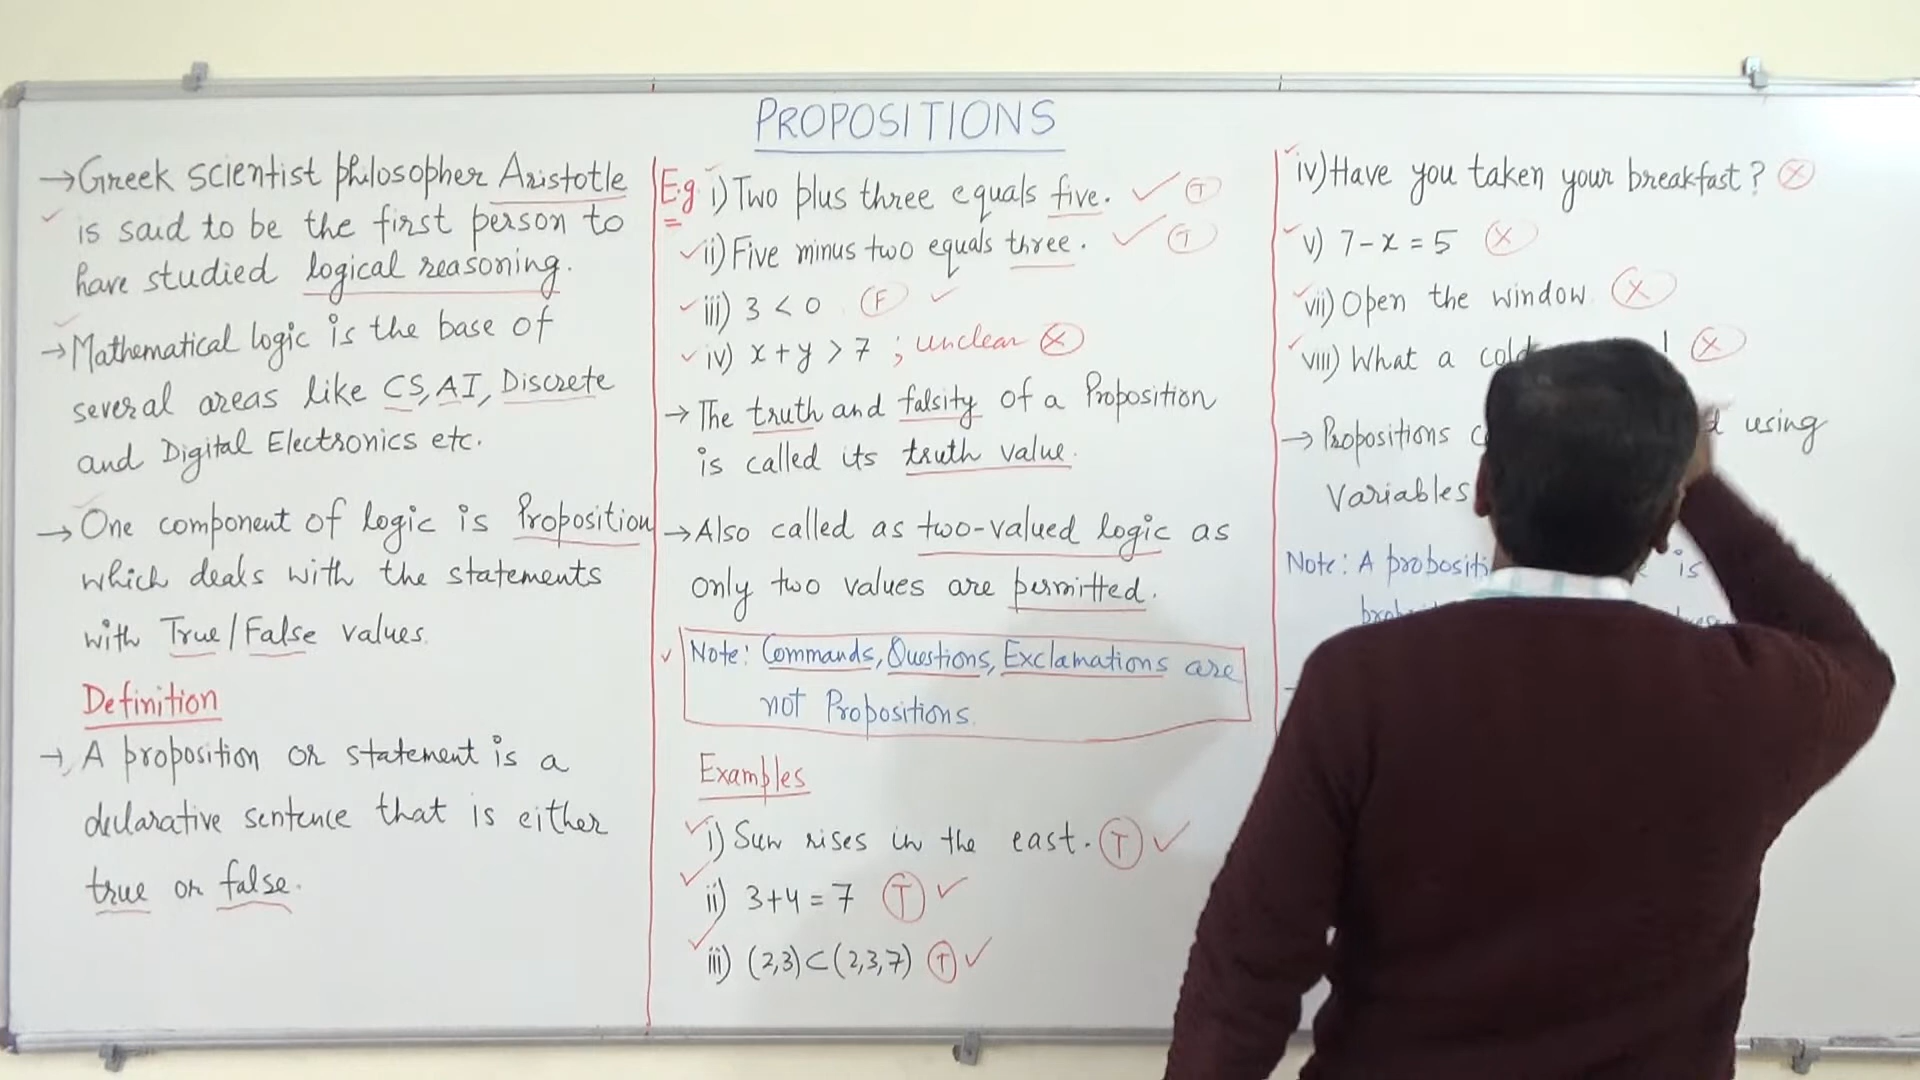 PROPOSITIONS
→ Greek scientist philosopher Aristotle
is said to be the first person to
have studied logical reasoning.
→ Mathematical logic is the base of
several areas like CS, AI, Discrete
and Digital Electronics etc.
→ One component of logic is Proposition
which deals with the statements
with True/False values.
Definition
→ A proposition or statement is a
declarative sentence that is either
true or false.
E.g i) Two plus three equals five. ✓ T
✓ ii) Five minus two equals three. ✓ T
✓ iii) 3 < 0 F ✓
✓ iv) x + y > 7 ; unclear X
→ The truth and falsity of a Proposition
is called its truth value.
→ Also called as two-valued logic as
only two values are permitted.
✓ Note: Commands, Questions, Exclamations are
not Propositions.
Examples
✓ i) Sun rises in the east. T ✓
✓ ii) 3+4 = 7 T ✓
✓ iii) (2,3) ⊂ (2,3,7) T ✓
✓ iv) Have you taken your breakfast? X
✓ v) 7 - x = 5 X
✓ vii) Open the window. X
✓ viii) What a cold ! X
→ Propositions using
Variables
Note: A is